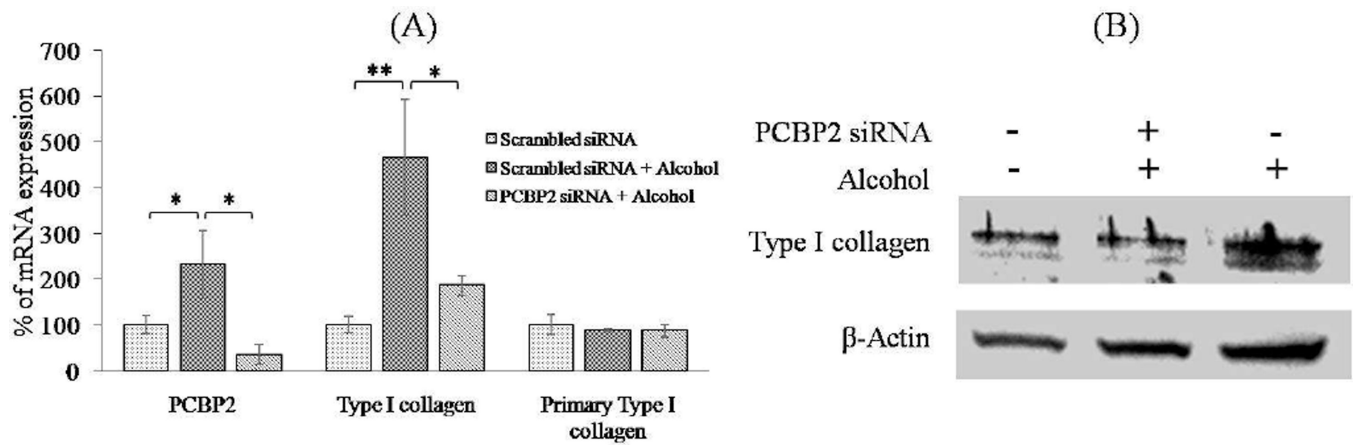 (A)
% of mRNA expression
700
600
500
400
300
200
100
0
* *
** *
Scrambled siRNA
Scrambled siRNA + Alcohol
PCBP2 siRNA + Alcohol
PCBP2
Type I collagen
Primary Type I
collagen
(B)
PCBP2 siRNA - + -
Alcohol - + +
Type I collagen
β-Actin